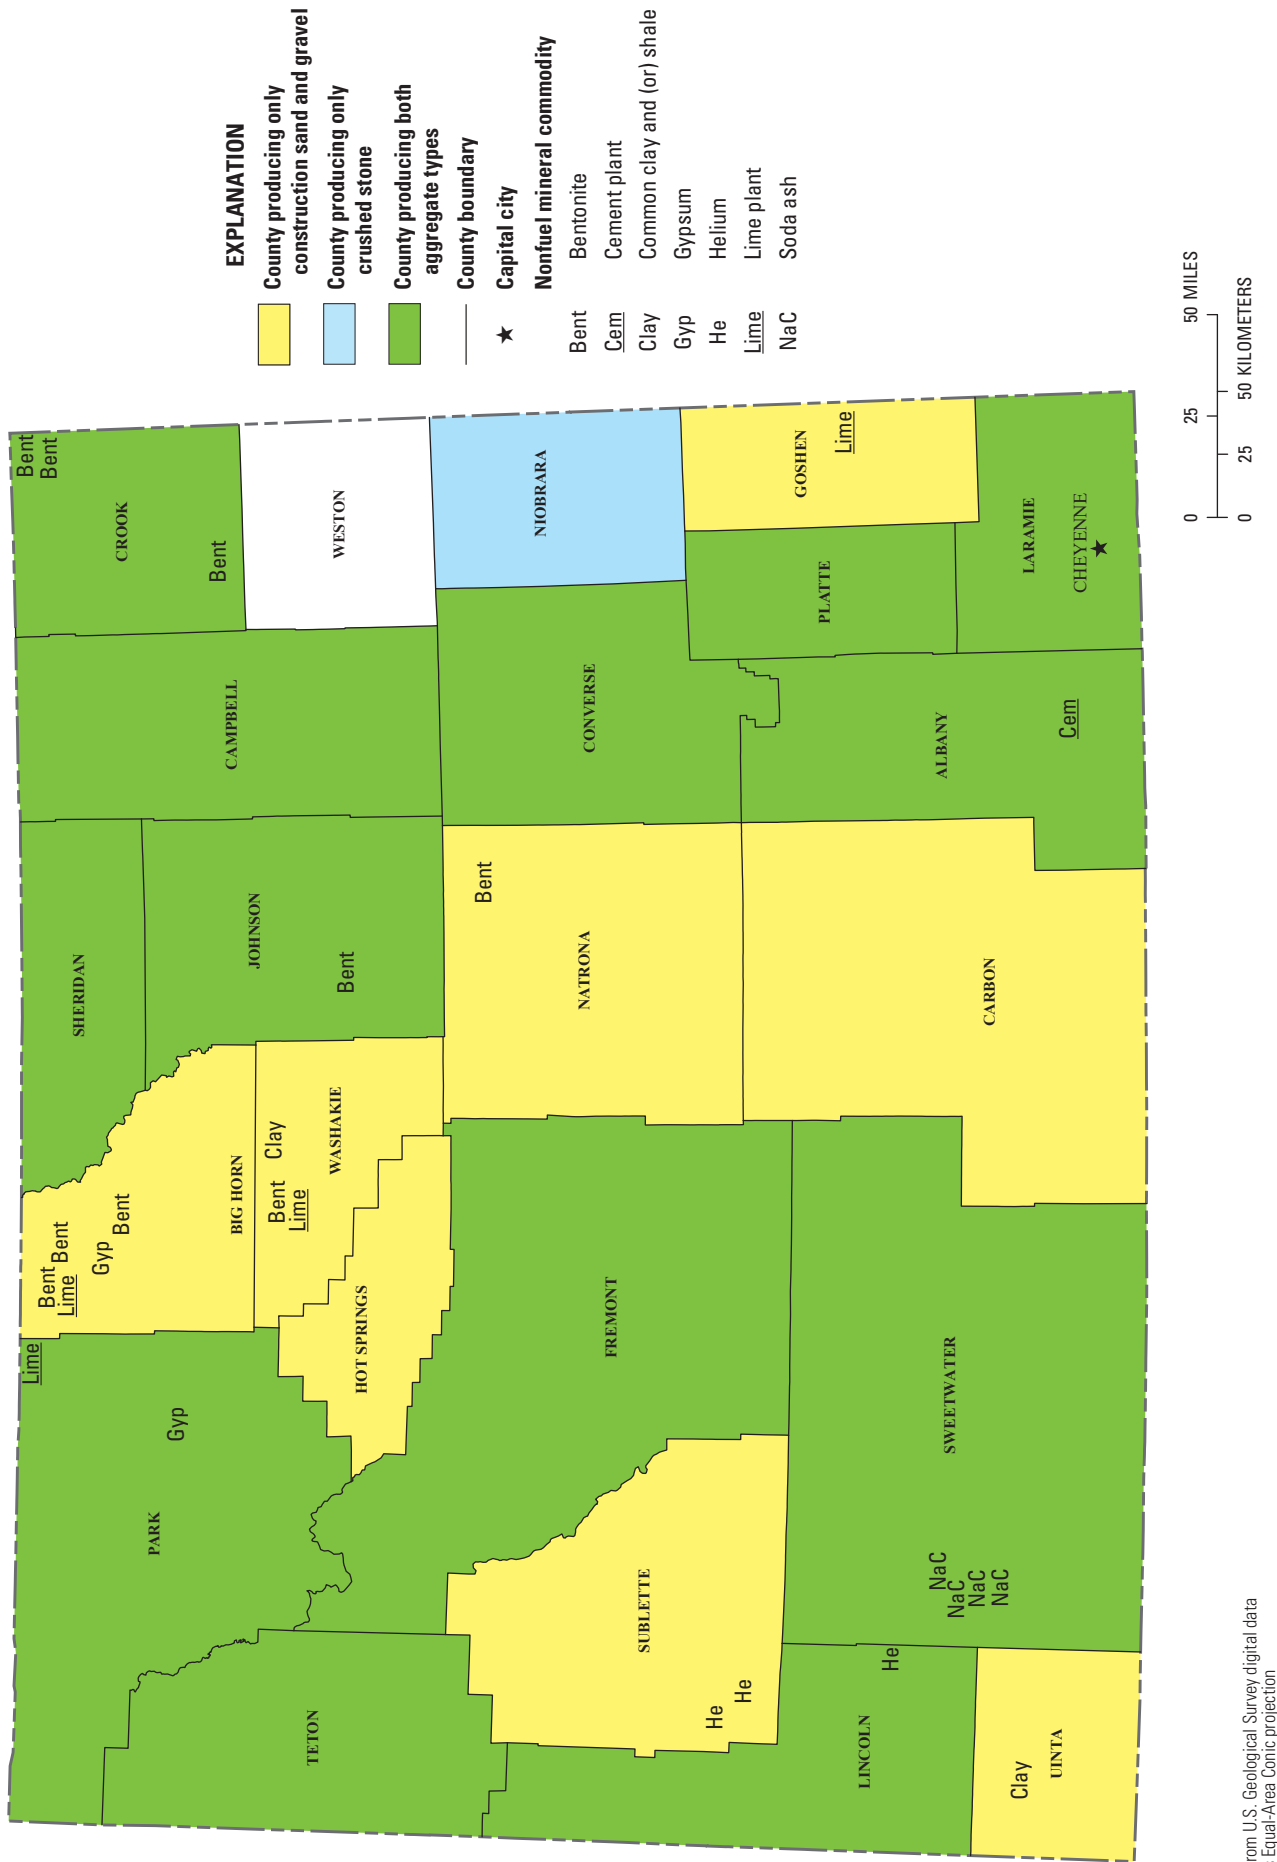 Lime
Bent
Lime
Bent
Gyp
Bent
BIG HORN
SHERIDAN
CROOK
Bent
Bent
Bent
PARK
Gyp
Clay
Bent
Lime
WASHAKIE
JOHNSON
Bent
CAMPBELL
WESTON
TETON
HOT SPRINGS
FREMONT
NATRONA
Bent
CONVERSE
NIOBRARA
SUBLETTE
He
He
LINCOLN
He
SWEETWATER
NaC
NaC
NaC
NaC
CARBON
ALBANY
Cem
PLATTE
GOSHEN
Lime
LARAMIE
CHEYENNE
UINTA
Clay
EXPLANATION
County producing only
construction sand and gravel
County producing only
crushed stone
County producing both
aggregate types
County boundary
Capital city
Nonfuel mineral commodity
Bent Bentonite
Cem Cement plant
Clay Common clay and (or) shale
Gyp Gypsum
He Helium
Lime Lime plant
NaC Soda ash
0 25 50 MILES
0 25 50 KILOMETERS
rom U.S. Geological Survey digital data
Equal-Area Conic projection